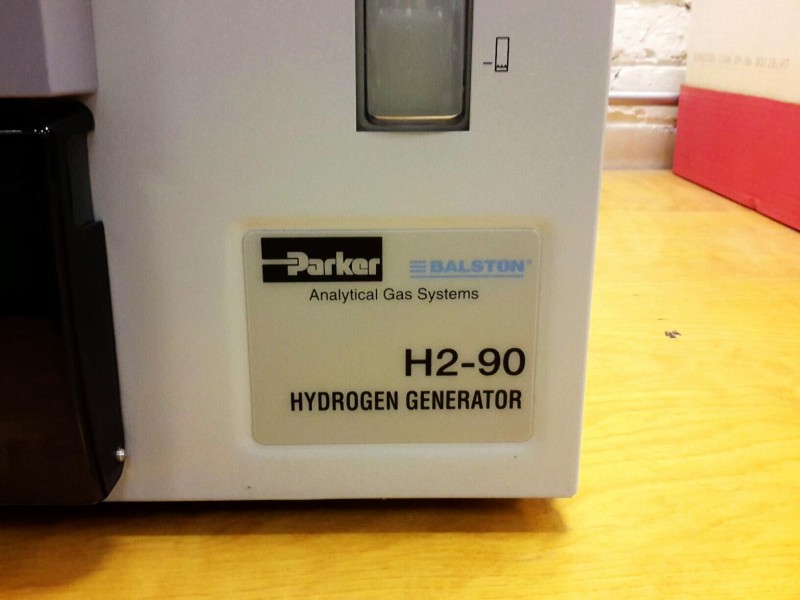 Parker BALSTON®
Analytical Gas Systems
H2-90
HYDROGEN GENERATOR